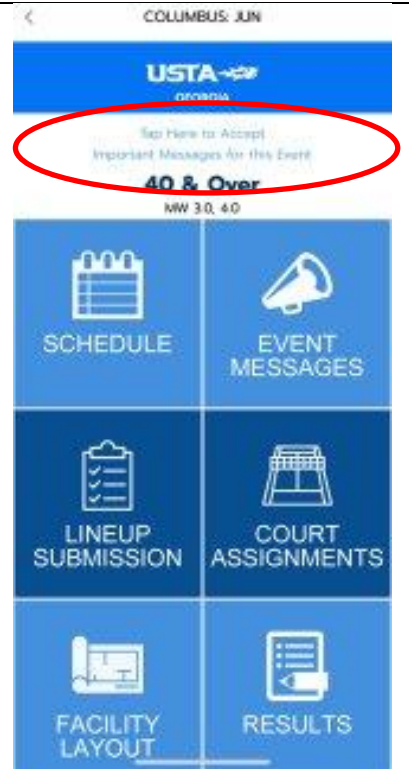 COLUMBUS: JUN
USTA
GEORGIA
Tap Here to Accept
Important Messages for this Event
40 & Over
MW 3.0, 4.0
SCHEDULE
EVENT
MESSAGES
LINEUP
SUBMISSION
COURT
ASSIGNMENTS
FACILITY
LAYOUT
RESULTS